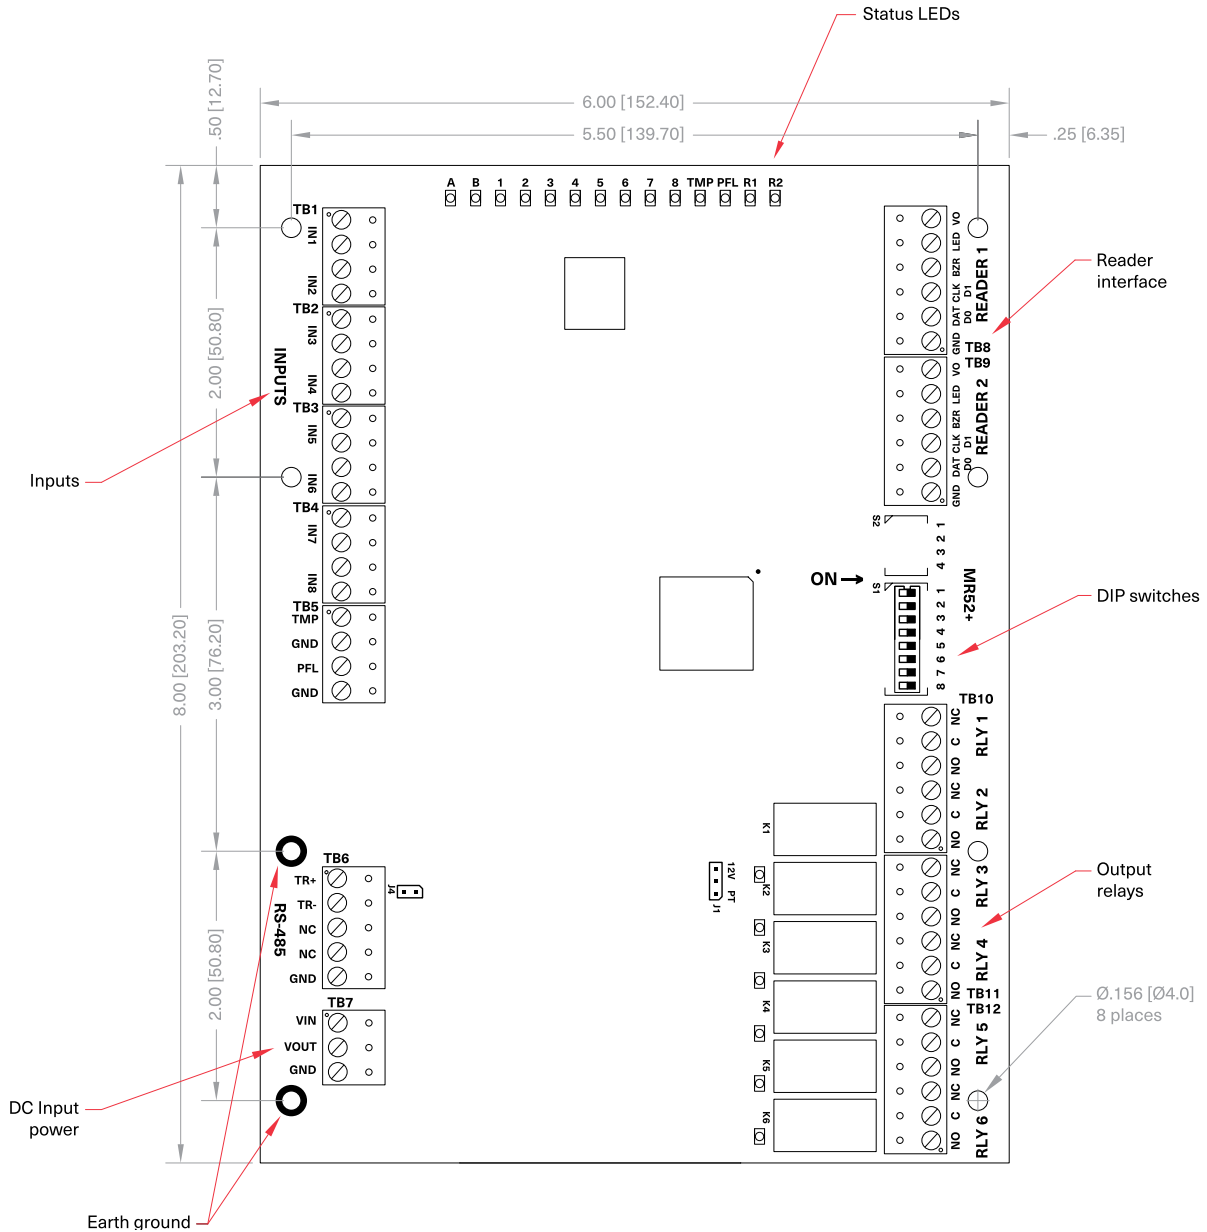 Status LEDs
.50 [12.70]
6.00 [152.40]
5.50 [139.70]
.25 [6.35]
A B 1 2 3 4 5 6 7 8 TMP PFL R1 R2
TB1
IN1
IN2
TB2
IN3
IN4
INPUTS
TB3
IN5
IN6
TB4
IN7
IN8
TB5
TMP
GND
PFL
GND
2.00 [50.80]
3.00 [76.20]
8.00 [203.20]
2.00 [50.80]
Inputs
VO
LED
BZR
CLK
D1
DAT
D0
GND
READER 1
TB8
TB9
VO
LED
BZR
CLK
D1
DAT
D0
GND
READER 2
Reader
interface
S2
1
2
3
4
ON
S1
MR52+
1
2
3
4
5
6
7
8
DIP switches
TB10
NC
C
NO
RLY 1
NC
C
NO
RLY 2
NC
C
NO
RLY 3
NC
C
NO
RLY 4
TB11
TB12
NC
C
NO
RLY 5
NC
C
NO
RLY 6
Output
relays
Ø.156 [Ø4.0]
8 places
K1
K2
K3
K4
K5
K6
12V
PT
J1
TB6
TR+
TR-
NC
NC
GND
RS-485
J4
TB7
VIN
VOUT
GND
DC Input
power
Earth ground